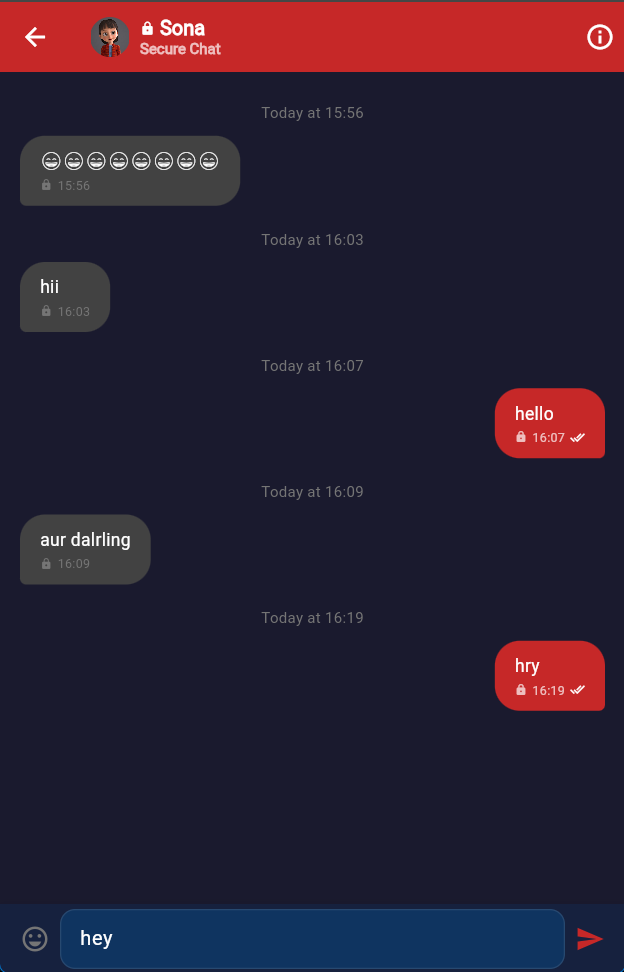 Sona
Secure Chat
Today at 15:56
😄😄😄😄😄😄😄😄
15:56
Today at 16:03
hii
16:03
Today at 16:07
hello
16:07
Today at 16:09
aur dalrling
16:09
Today at 16:19
hry
16:19
hey